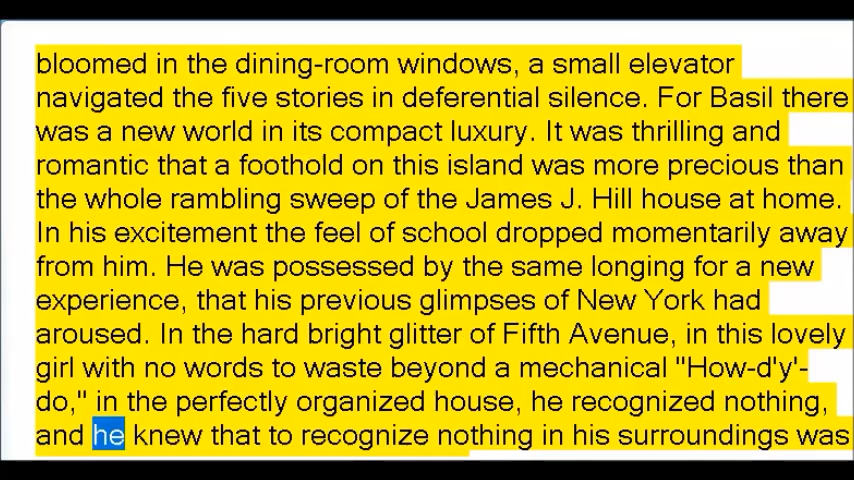 bloomed in the dining-room windows, a small elevator
navigated the five stories in deferential silence. For Basil there
was a new world in its compact luxury. It was thrilling and
romantic that a foothold on this island was more precious than
the whole rambling sweep of the James J. Hill house at home.
In his excitement the feel of school dropped momentarily away
from him. He was possessed by the same longing for a new
experience, that his previous glimpses of New York had
aroused. In the hard bright glitter of Fifth Avenue, in this lovely
girl with no words to waste beyond a mechanical "How-d'y'-
do," in the perfectly organized house, he recognized nothing,
and he knew that to recognize nothing in his surroundings was